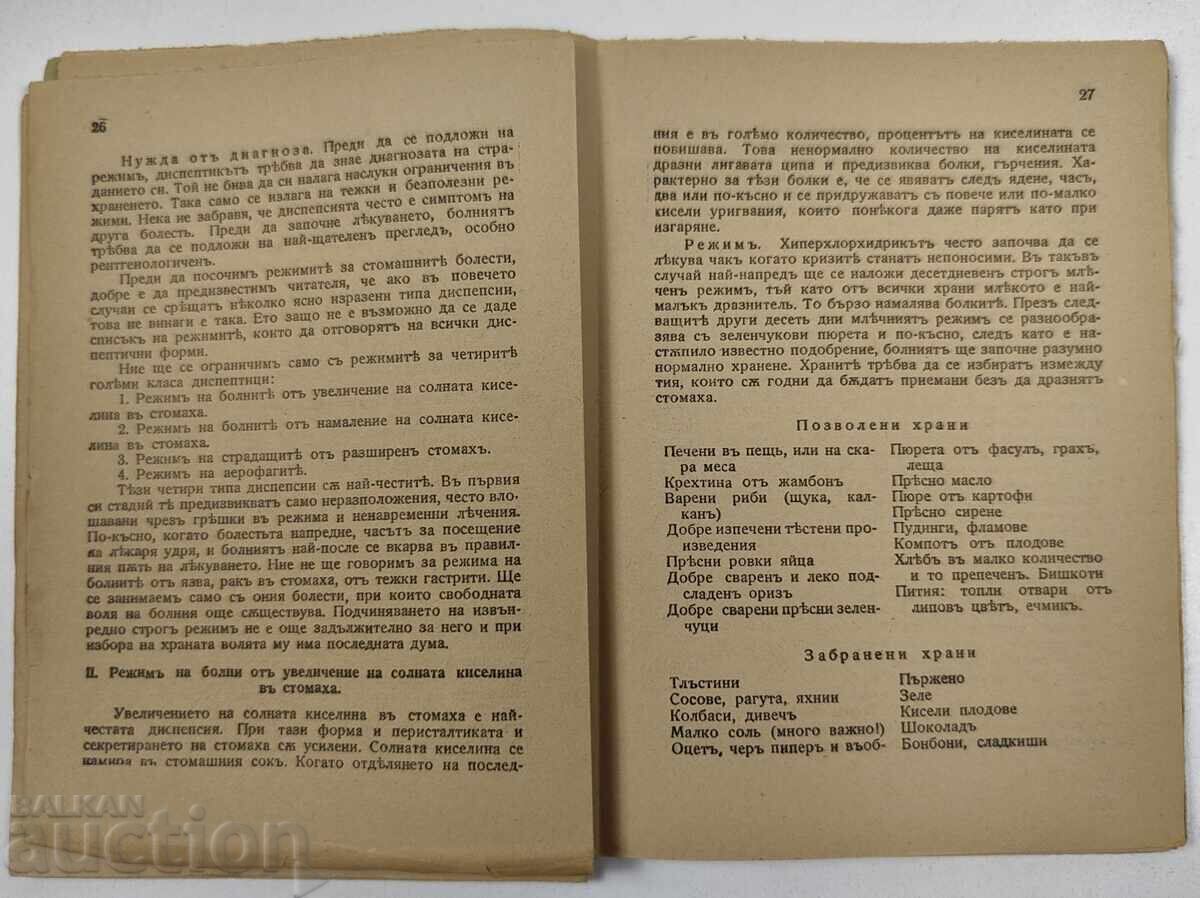 26
Нужда отъ диагноза. Преди да се подложи на
режимъ, диспептикътъ трѣбва да знае диагнозата на стра-
данието си. Той не бива да си налага наслуки ограничения въ
храненето. Така само се излага на тежки и безполезни ре-
жими. Нека не забравя, че диспепсията често е симптомъ на
друга болесть. Преди да започне лѣкуването, болниятъ
трѣбва да се подложи на най-щателенъ прегледъ, особно
рентгенологиченъ.
Преди да посочимъ режимитѣ за стомашнитѣ болести,
добре е да предизвестимъ читателя, че ако въ повечето
случаи се срѣщатъ нѣколко ясно изразени типа диспепсии,
това не винаги е така. Ето защо не е възможно да се даде
списъкъ на режимитѣ, които да отговорятъ на всички дис-
пептични форми.
Ние ще се ограничимъ само съ режимитѣ за четиритѣ
голѣми класа диспептици:
1. Режимъ на болнитѣ отъ увеличение на солната кисе-
лина въ стомаха.
2. Режимъ на болнитѣ отъ намаление на солната кисе-
лина въ стомаха.
3. Режимъ на страдащитѣ отъ разширенъ стомахъ.
4. Режимъ на аерофагитѣ.
Тѣзи четири типа диспепсии сѫ най-честитѣ. Въ първия
си стадий тѣ предизвикватъ само неразположения, често вло-
шавани чрезъ грѣшки въ режима и ненавременни лѣчения.
По-късно, когато болестьта напредне, часътъ за посещение
на лѣкаря удря, и болниятъ най-после се вкарва въ правил-
ния пѫть на лѣкуването. Ние не ще говоримъ за режима на
болнитѣ отъ язва, ракъ въ стомаха, отъ тежки гастрити. Ще
се занимаемъ само съ ония болести, при които свободната
воля на болния още сѫществува. Подчиняването на извън-
редно строгъ режимъ не е още задължително за него и при
избора на храната волята му има последната дума.
II. Режимъ на болни отъ увеличение на солната киселина
въ стомаха.
Увеличението на солната киселина въ стомаха е най-
честата диспепсия. При тази форма и перисталтиката и
секретирането на стомаха сѫ усилени. Солната киселина се
намира въ стомашния сокъ. Когато отдѣлянето на послед-
27
ния е въ голѣмо количество, процентътъ на киселината се
повишава. Това ненормално количество на киселината
дразни лигавата ципа и предизвиква болки, гърчения. Ха-
рактерно за тѣзи болки е, че се явяватъ следъ ядене, часъ,
два или по-късно и се придружаватъ съ повече или по-малко
кисели уригвания, които понѣкога даже парятъ като при
изгаряне.
Режимъ. Хиперхлорхидрикътъ често започва да се
лѣкува чакъ когато кризитѣ станатъ непоносими. Въ такъвъ
случай най-напредъ ще се наложи десетдневенъ строгъ млѣ-
ченъ режимъ, тъй като отъ всички храни млѣкото е най-
малъкъ дразнитель. То бързо намалява болкитѣ. Презъ след-
ващитѣ други десеть дни млѣчниятъ режимъ се разнообра-
зява съ зеленчукови пюрета и по-късно, следъ като е на-
стѫпило известно подобрение, болниятъ ще започне разумно
нормално хранене. Хранитѣ трѣбва да се избиратъ измежду
тия, които сѫ годни да бѫдатъ приемани безъ да дразнятъ
стомаха.
Позволени храни
Печени въ пещь, или на ска-
ра меса
Крехтина отъ жамбонъ
Варени риби (щука, кал-
канъ)
Добре изпечени тѣстени про-
изведения
Прѣсни ровки яйца
Добре сваренъ и леко под-
сладенъ оризъ
Добре сварени прѣсни зелен-
чуци
Пюрета отъ фасулъ, грахъ,
леща
Прѣсно масло
Пюре отъ картофи
Прѣсно сирене
Пудинги, фламове
Компотъ отъ плодове
Хлѣбъ въ малко количество
и то препеченъ. Бишкоти
Пития: топли отвари отъ
липовъ цвѣтъ, ечмикъ.
Забранени храни
Тлъстини
Сосове, рагута, яхнии
Колбаси, дивечъ
Малко соль (много важно!)
Оцетъ, черъ пиперъ и въоб-
Пържено
Зеле
Кисели плодове
Шоколадъ
Бонбони, сладкиши
BALKAN
auction